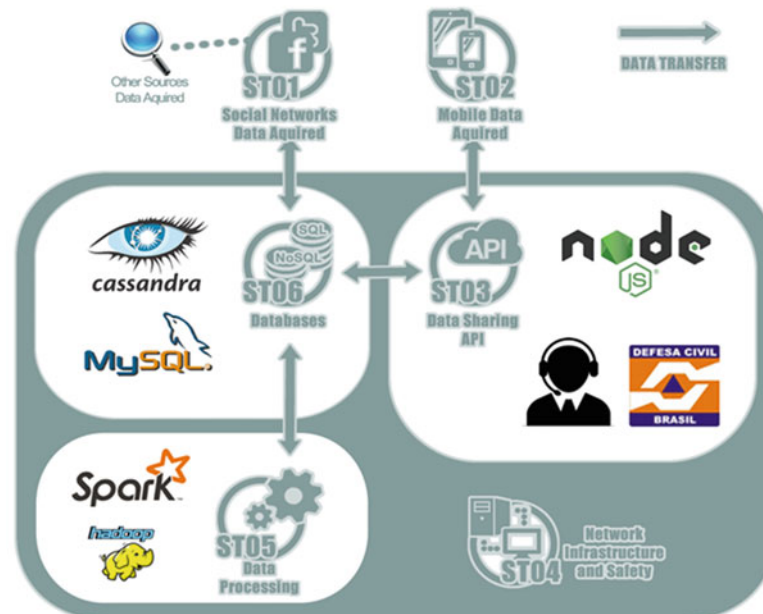 Other Sources
Data Aquired
ST01
Social Networks
Data Aquired
ST02
Mobile Data
Aquired
DATA TRANSFER
cassandra
MySQL.
SQL
NoSQL
ST06
Databases
API
ST03
Data Sharing
API
node
JS®
DEFESA CIVIL
BRASIL
Spark™
hadoop
ST05
Data
Processing
ST04
Network
Infrastructure
and Safety